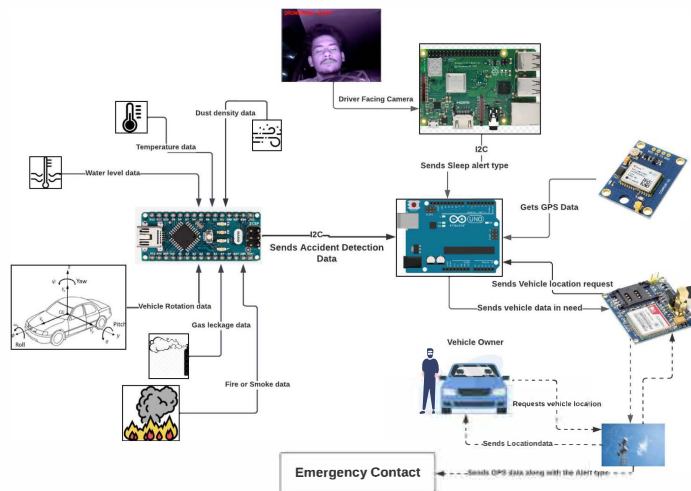 Driver Facing Camera
I2C
Sends Sleep alert type
Dust density data
Temperature data
Water level data
Gets GPS Data
UNO
I2C
Sends Accident Detection
Data
Yaw
Pitch
Roll
Vehicle Rotation data
Gas leckage data
Fire or Smoke data
Sends Vehicle location request
Sends vehicle data in need
Vehicle Owner
Requests vehicle location
Sends Locationdata
Emergency Contact
Sends GPS data along with the Alert type